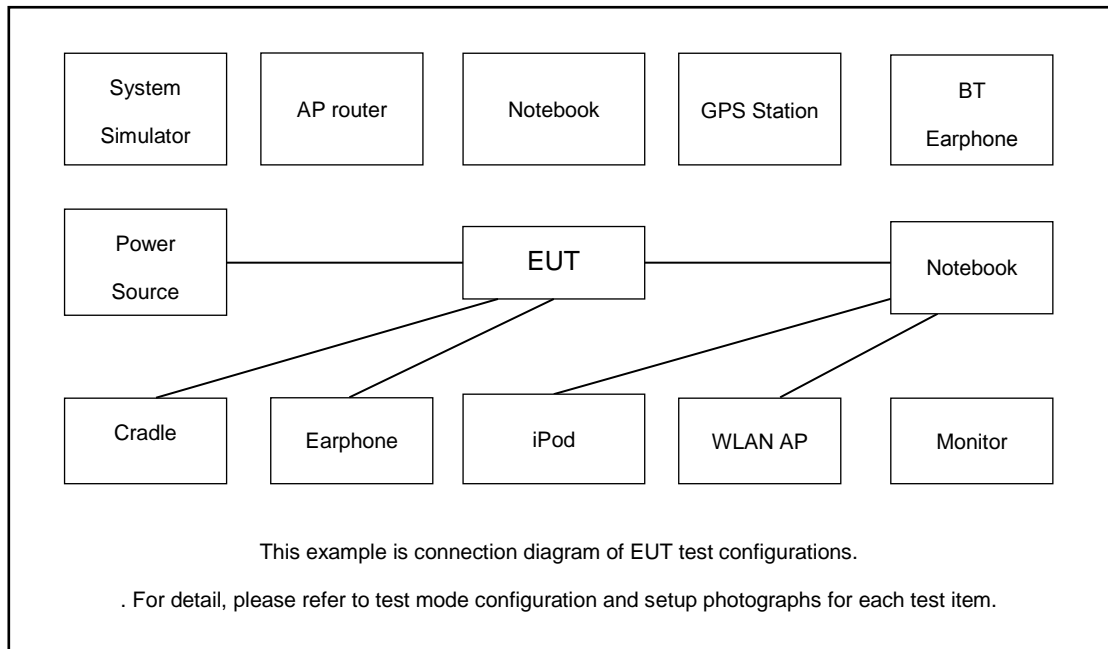 System
Simulator
AP router
Notebook
GPS Station
BT
Earphone
Power
Source
EUT
Notebook
Cradle
Earphone
iPod
WLAN AP
Monitor
This example is connection diagram of EUT test configurations.
. For detail, please refer to test mode configuration and setup photographs for each test item.